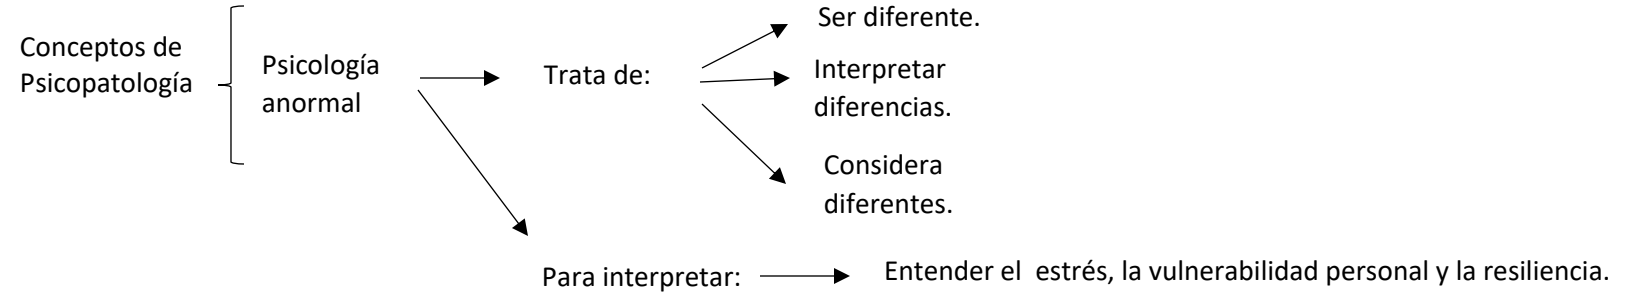 Conceptos de
Psicopatología
Psicología
anormal
Trata de:
Ser diferente.
Interpretar
diferencias.
Considera
diferentes.
Para interpretar:
Entender el  estrés, la vulnerabilidad personal y la resiliencia.